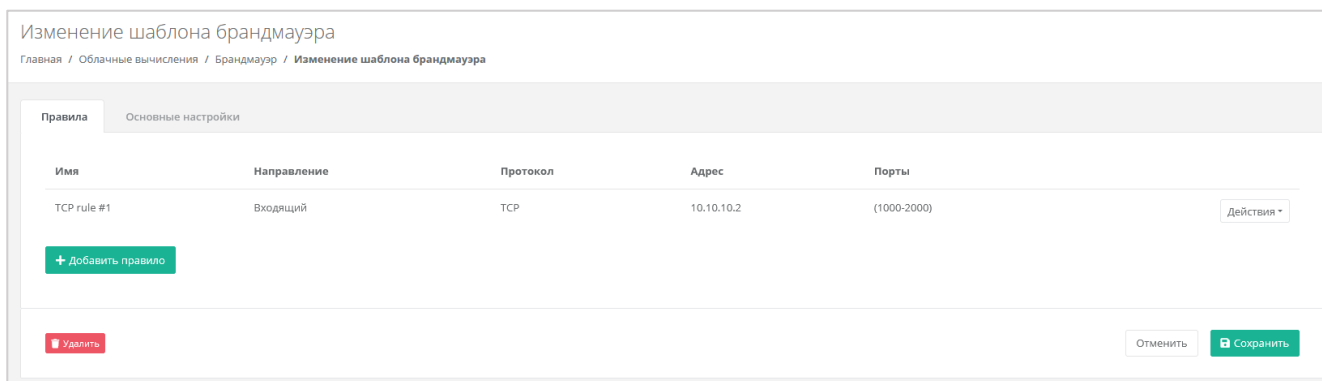 Изменение шаблона брандмауэра
Главная / Облачные вычисления / Брандмауэр / Изменение шаблона брандмауэра
Правила Основные настройки
Имя Направление Протокол Адрес Порты
TCP rule #1 Входящий TCP 10.10.10.2 (1000-2000) Действия
+ Добавить правило
Удалить Отменить Сохранить